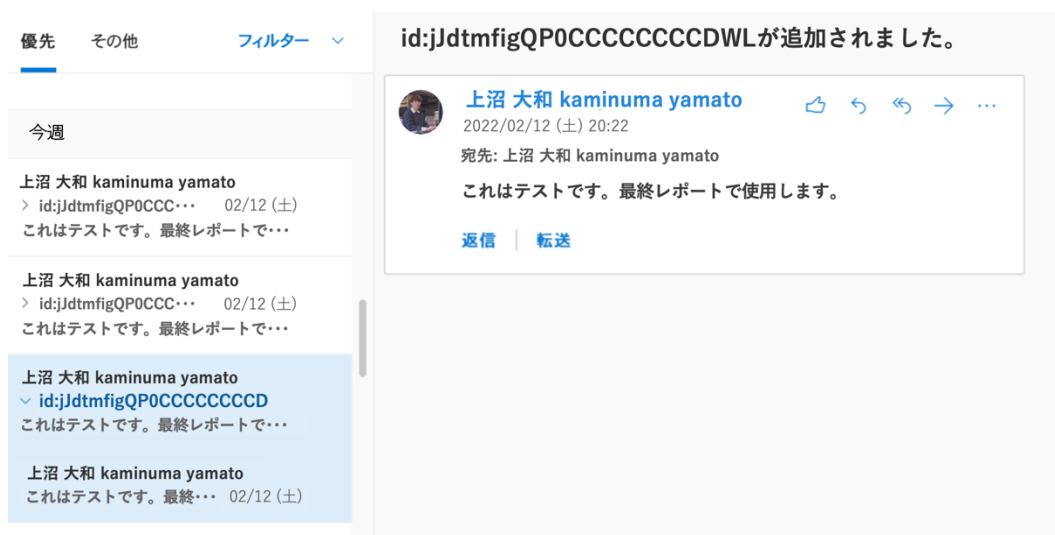 優先 その他 フィルター
今週
上沼 大和 kaminuma yamato
id:jJdtmfigQP0CCC··· 02/12 (土)
これはテストです。最終レポートで···
上沼 大和 kaminuma yamato
id:jJdtmfigQP0CCC··· 02/12 (土)
これはテストです。最終レポートで···
上沼 大和 kaminuma yamato
id:jJdtmfigQP0CCCCCCCCD
これはテストです。最終レポートで···
上沼 大和 kaminuma yamato
これはテストです。最終··· 02/12 (土)
id:jJdtmfigQP0CCCCCCCCDWLが追加されました。
上沼 大和 kaminuma yamato
2022/02/12 (土) 20:22
宛先: 上沼 大和 kaminuma yamato
これはテストです。最終レポートで使用します。
返信 転送